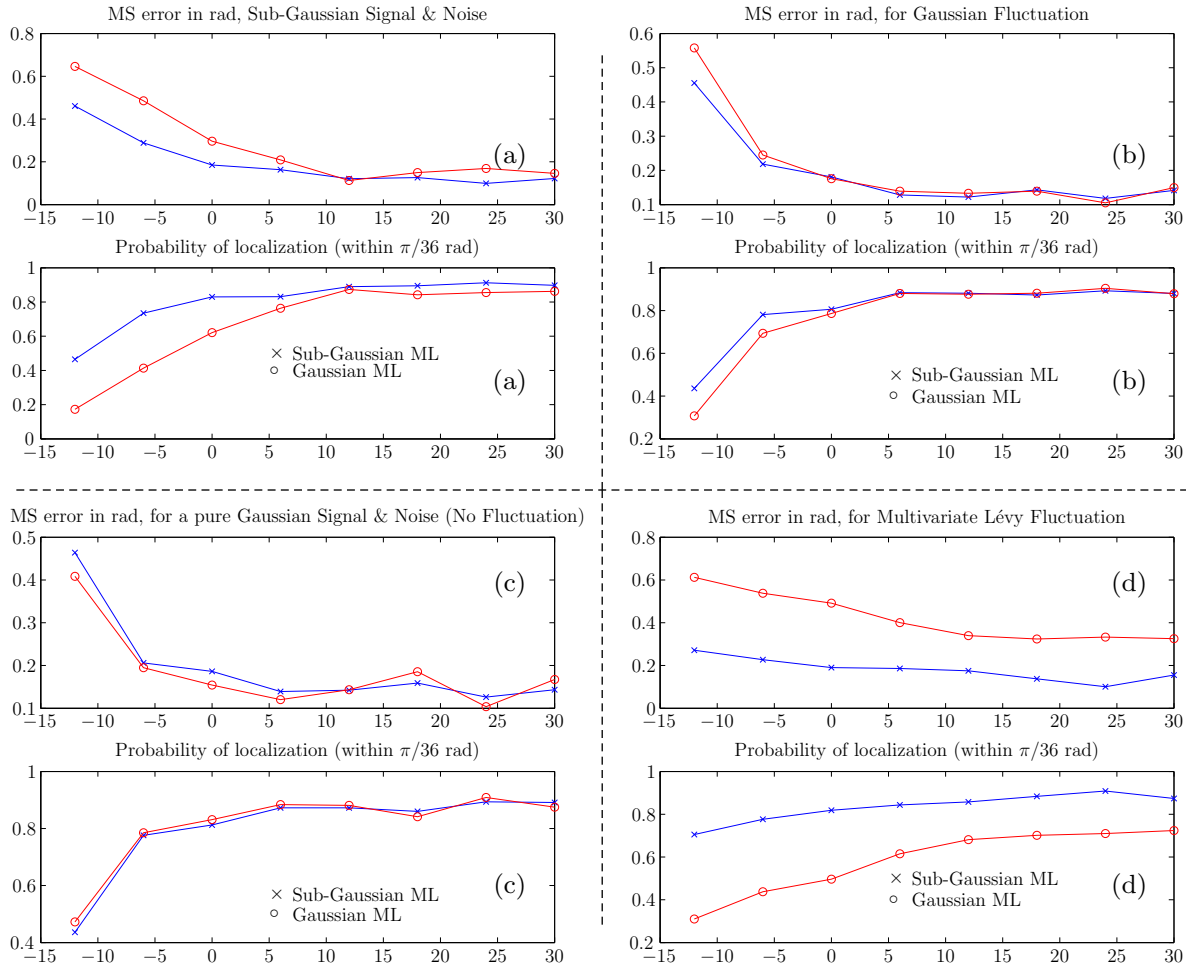 MS error in rad, Sub-Gaussian Signal & Noise
0.8
0.6
0.4
0.2
0
(a)
−15 −10 −5 0 5 10 15 20 25 30
Probability of localization (within π/36 rad)
1
0.8
0.6
0.4
0.2
0
× Sub-Gaussian ML
○ Gaussian ML
(a)
−15 −10 −5 0 5 10 15 20 25 30
MS error in rad, for Gaussian Fluctuation
0.6
0.5
0.4
0.3
0.2
0.1
(b)
−15 −10 −5 0 5 10 15 20 25 30
Probability of localization (within π/36 rad)
1
0.8
0.6
0.4
0.2
× Sub-Gaussian ML
○ Gaussian ML
(b)
−15 −10 −5 0 5 10 15 20 25 30
MS error in rad, for a pure Gaussian Signal & Noise (No Fluctuation)
0.5
0.4
0.3
0.2
0.1
(c)
−15 −10 −5 0 5 10 15 20 25 30
Probability of localization (within π/36 rad)
1
0.8
0.6
0.4
× Sub-Gaussian ML
○ Gaussian ML
(c)
−15 −10 −5 0 5 10 15 20 25 30
MS error in rad, for Multivariate Lévy Fluctuation
0.8
0.6
0.4
0.2
0
(d)
−15 −10 −5 0 5 10 15 20 25 30
Probability of localization (within π/36 rad)
1
0.8
0.6
0.4
0.2
× Sub-Gaussian ML
○ Gaussian ML
(d)
−15 −10 −5 0 5 10 15 20 25 30